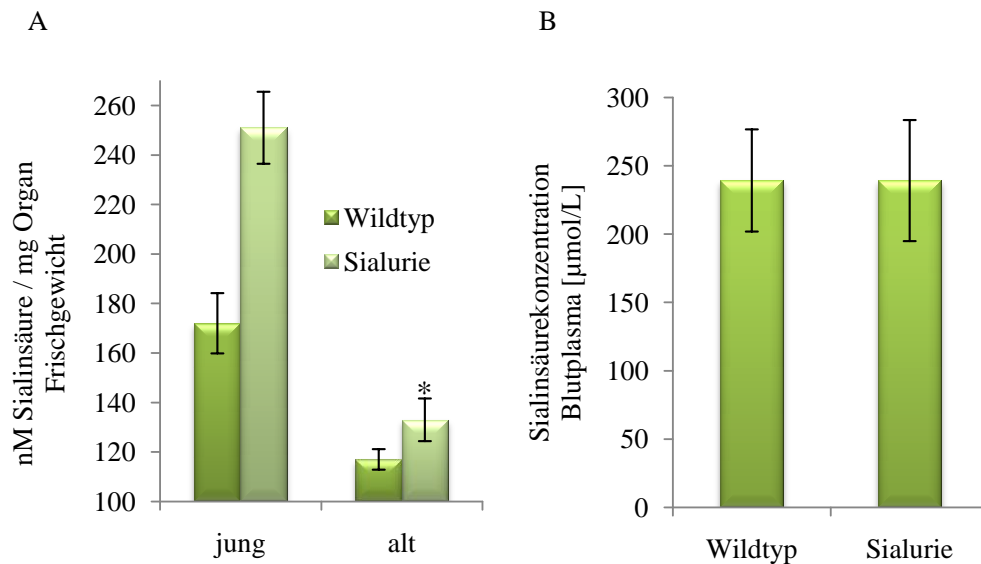 A
nM Sialinsäure / mg Organ
Frischgewicht
260
240
220
200
180
160
140
120
100
*
Wildtyp
Sialurie
jung
alt
B
Sialinsäurekonzentration
Blutplasma [µmol/L]
300
250
200
150
100
50
0
Wildtyp
Sialurie